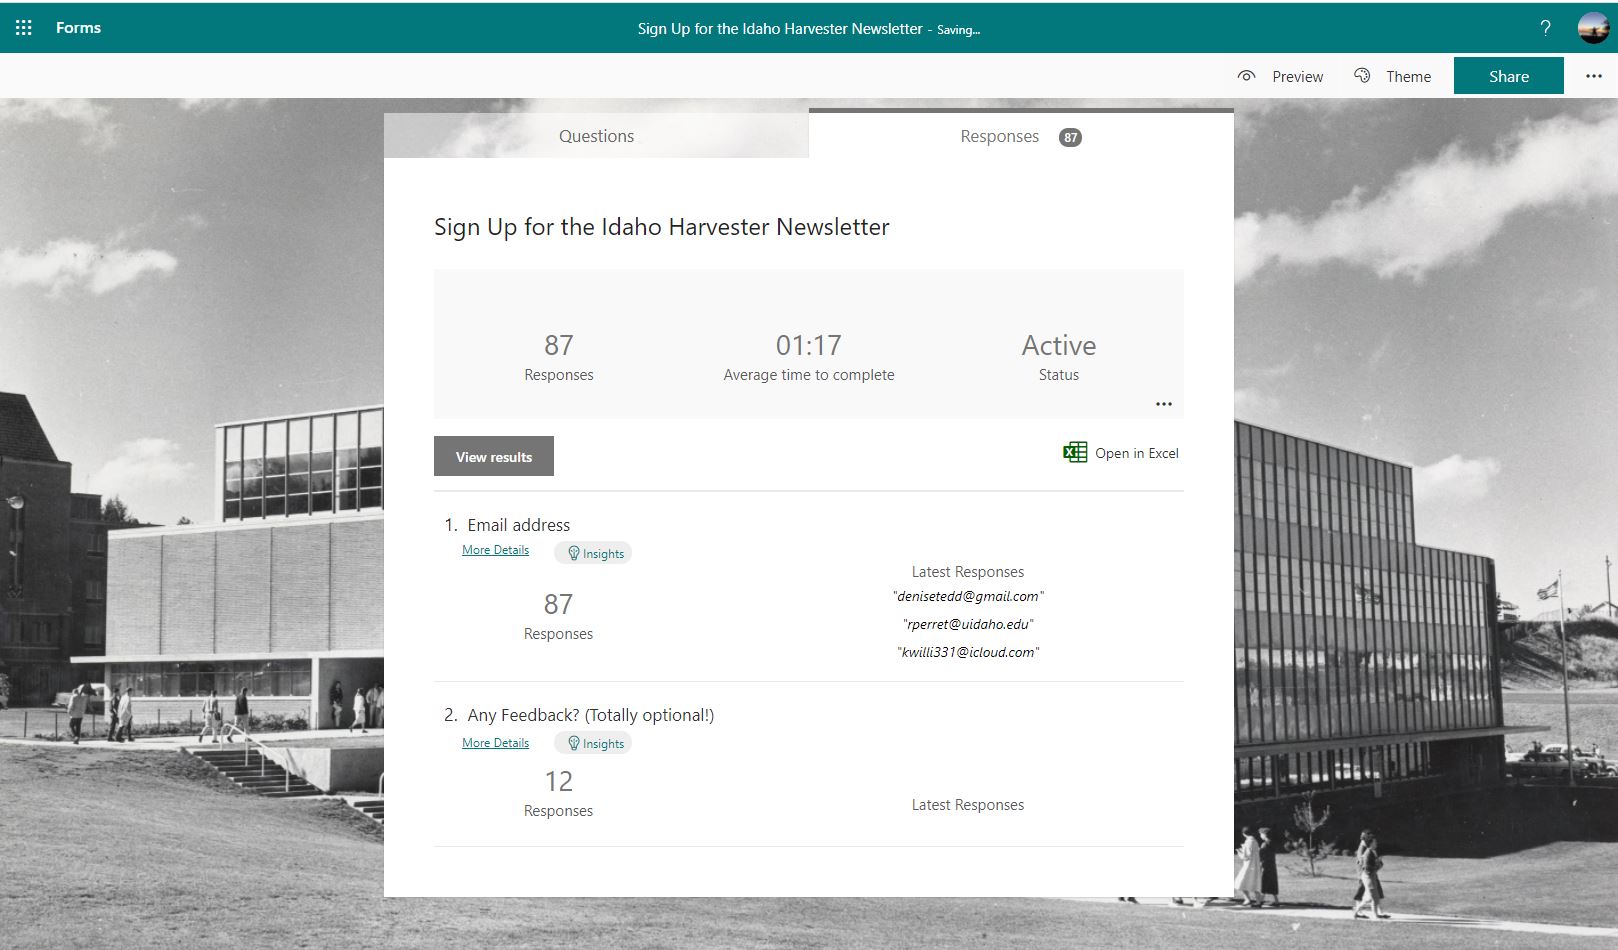 Forms
Sign Up for the Idaho Harvester Newsletter - Saving...
?
Preview
Theme
Share
...
Questions
Responses 87
Sign Up for the Idaho Harvester Newsletter
87
Responses
01:17
Average time to complete
Active
Status
...
View results
Open in Excel
1. Email address
More Details
Insights
87
Responses
Latest Responses
"denisetedd@gmail.com"
"rperret@uidaho.edu"
"kwilli331@icloud.com"
2. Any Feedback? (Totally optional!)
More Details
Insights
12
Responses
Latest Responses